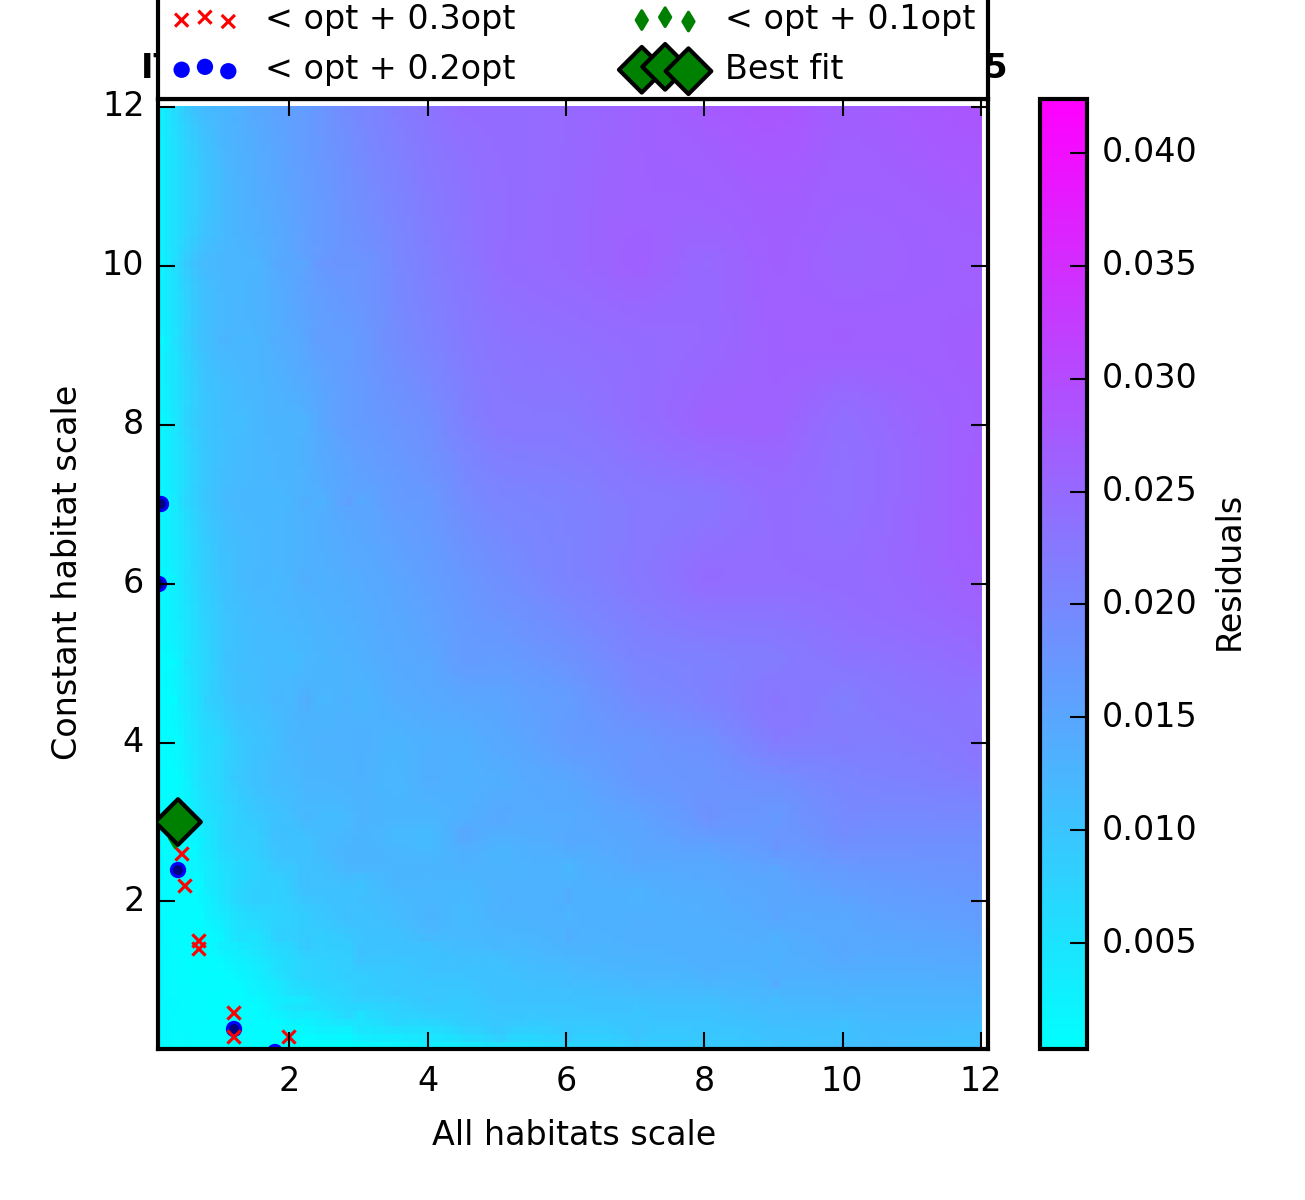 < opt + 0.3opt
< opt + 0.1opt
< opt + 0.2opt
Best fit
5
12
10
8
6
4
2
Constant habitat scale
2 4 6 8 10 12
All habitats scale
0.040
0.035
0.030
0.025
0.020
0.015
0.010
0.005
Residuals